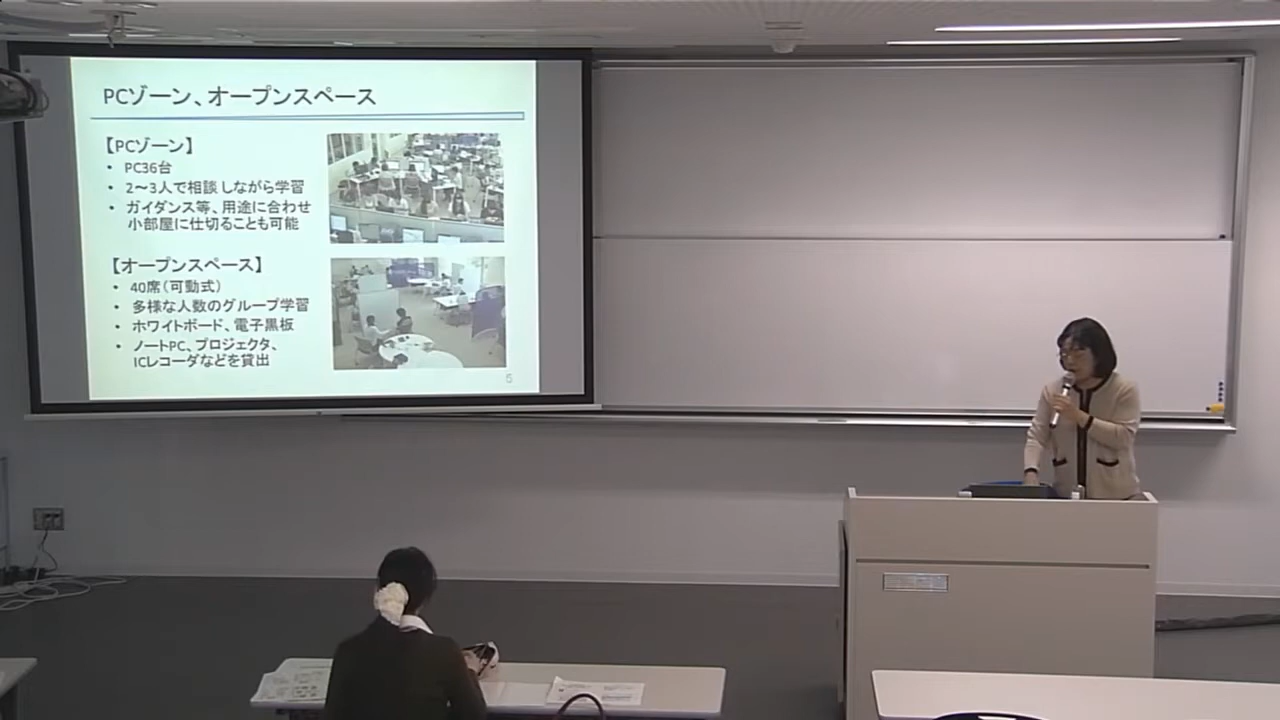 PCゾーン、オープンスペース
【PCゾーン】
• PC36台
• 2～3人で相談しながら学習
• ガイダンス等、用途に合わせ
小部屋に仕切ることも可能
【オープンスペース】
• 40席（可動式）
• 多様な人数のグループ学習
• ホワイトボード、電子黒板
• ノートPC、プロジェクタ、
ICレコーダなどを貸出
5